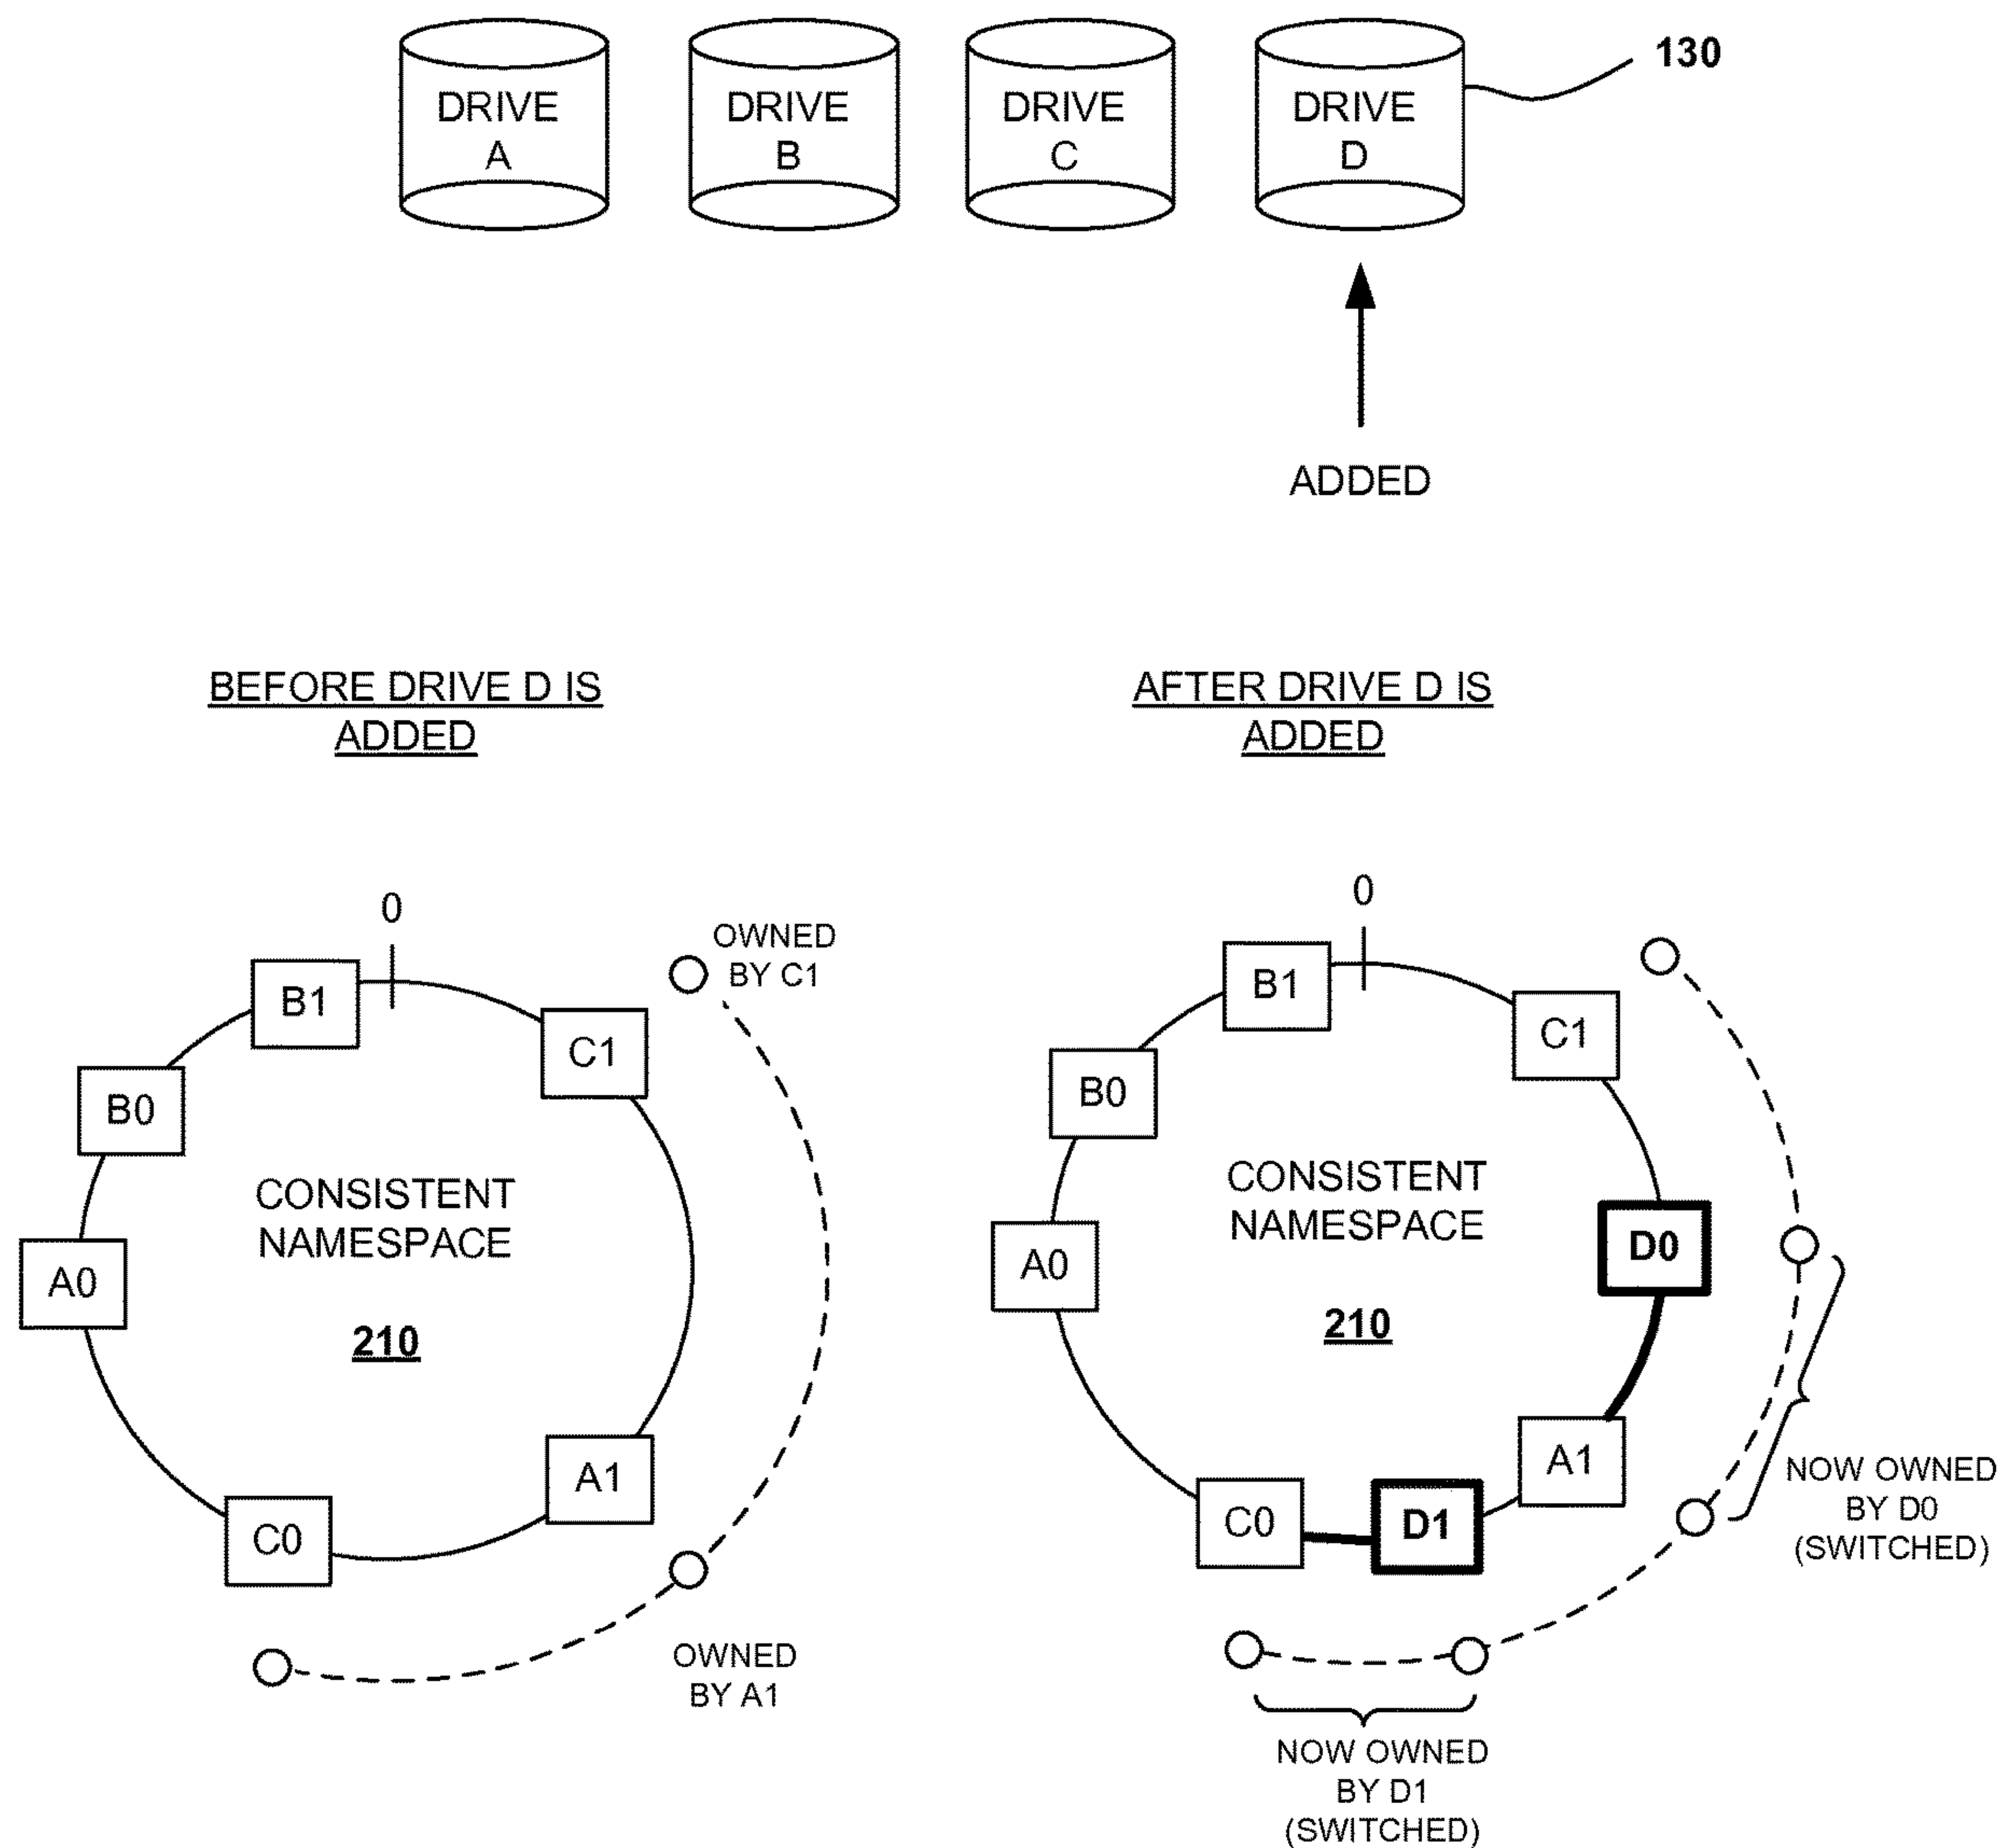 DRIVE
A
DRIVE
B
DRIVE
C
DRIVE
D
130
ADDED
BEFORE DRIVE D IS
ADDED
0
OWNED
BY C1
B1
C1
B0
CONSISTENT
NAMESPACE
A0
210
A1
C0
OWNED
BY A1
AFTER DRIVE D IS
ADDED
0
B1
C1
B0
CONSISTENT
NAMESPACE
D0
A0
210
A1
NOW OWNED
BY D0
(SWITCHED)
C0
D1
NOW OWNED
BY D1
(SWITCHED)